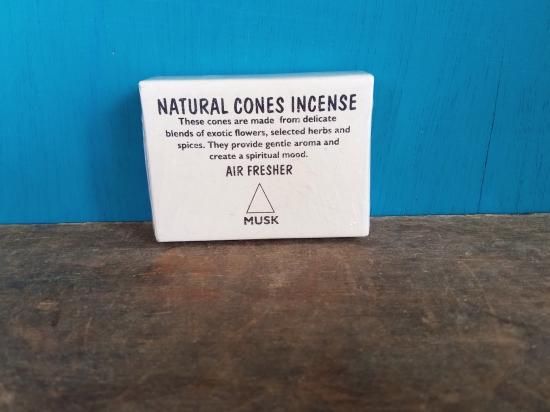 NATURAL CONES INCENSE
These cones are made from delicate
blends of exotic flowers, selected herbs and
spices. They provide gentle aroma and
create a spiritual mood.
AIR FRESHER
MUSK